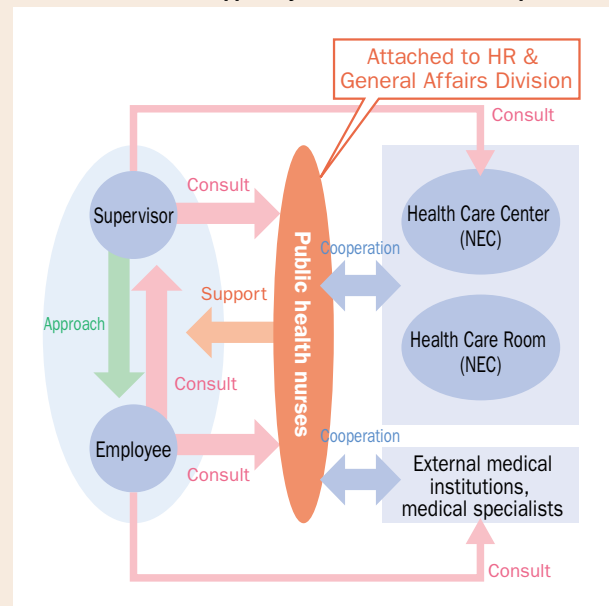 Attached to HR &
General Affairs Division
Consult
Supervisor
Consult
Health Care Center
(NEC)
Cooperation
Public health nurses
Support
Approach
Health Care Room
(NEC)
Consult
Employee
Consult
Cooperation
External medical
institutions,
medical specialists
Consult